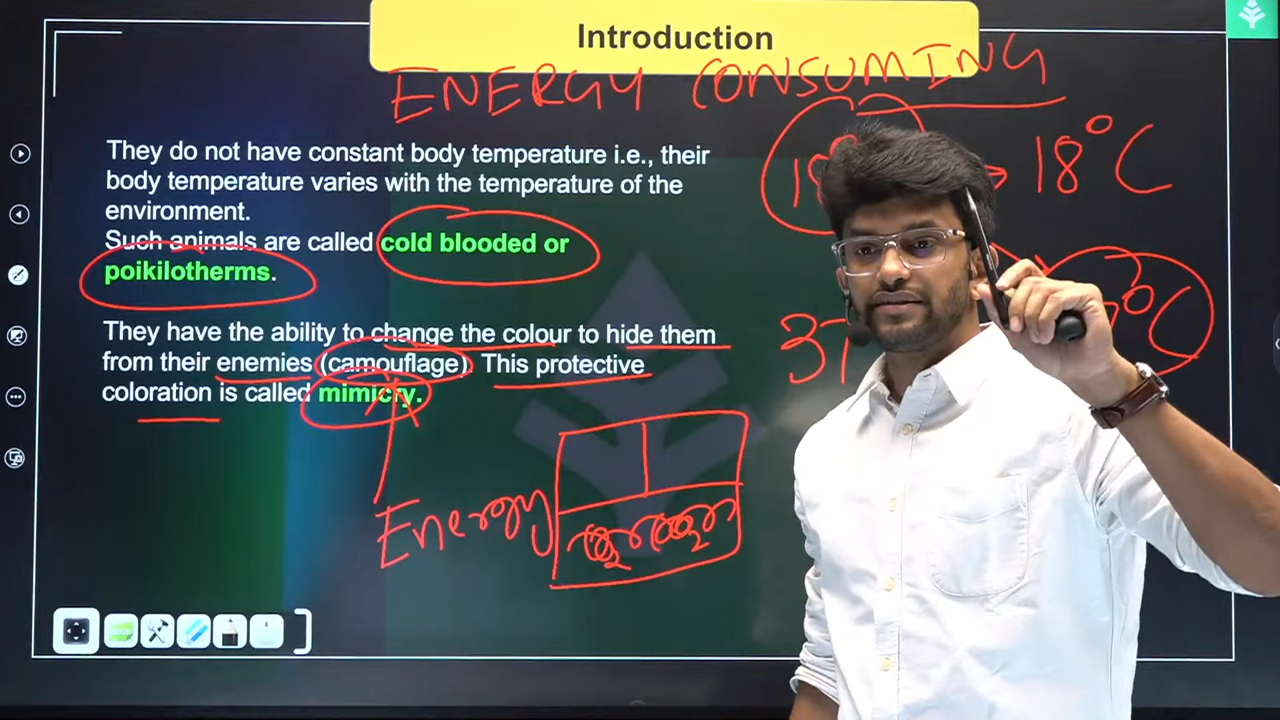 Introduction
ENERGY CONSUMING
They do not have constant body temperature i.e., their
body temperature varies with the temperature of the
environment.
Such animals are called cold blooded or
poikilotherms.
They have the ability to change the colour to hide them
from their enemies (camouflage). This protective
coloration is called mimicry.
Energy
18°C
37
°C